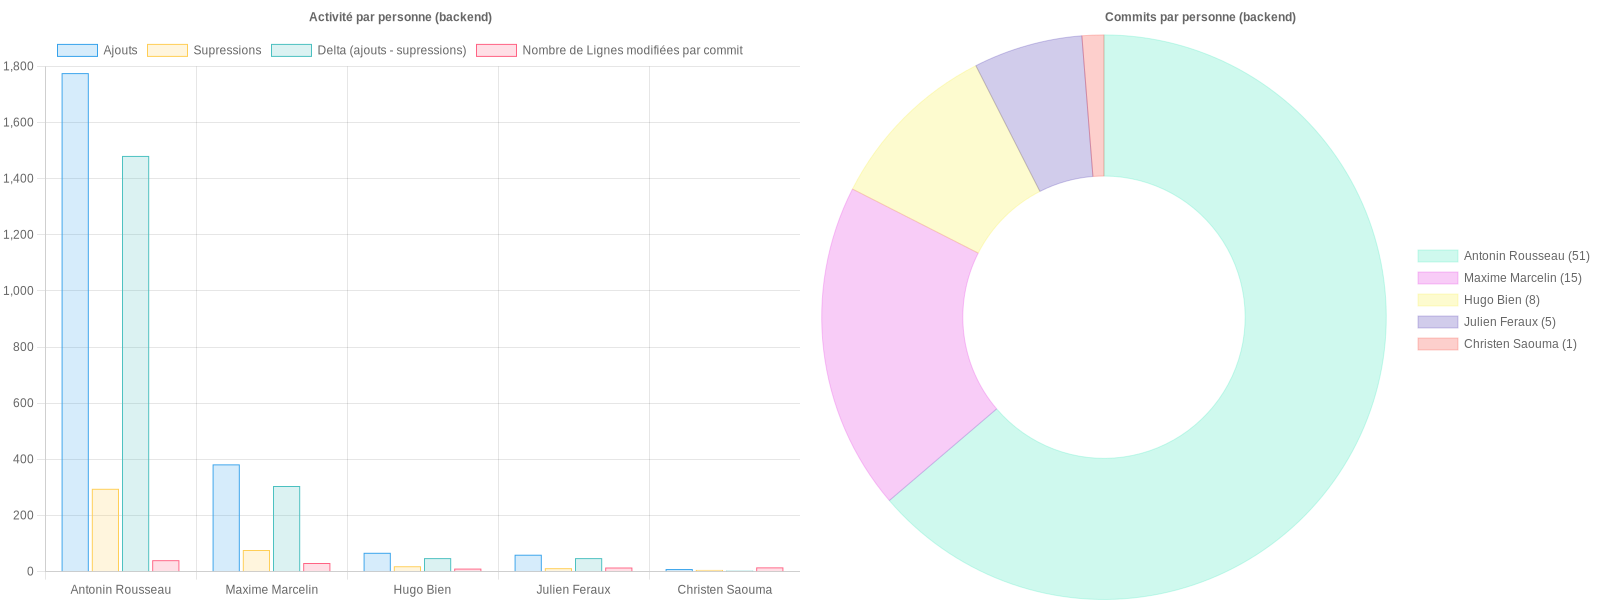 Activité par personne (backend)
Ajouts Supressions Delta (ajouts - supressions) Nombre de Lignes modifiées par commit
1,800
1,600
1,400
1,200
1,000
800
600
400
200
0
Antonin Rousseau Maxime Marcelin Hugo Bien Julien Feraux Christen Saouma
Commits par personne (backend)
Antonin Rousseau (51)
Maxime Marcelin (15)
Hugo Bien (8)
Julien Feraux (5)
Christen Saouma (1)